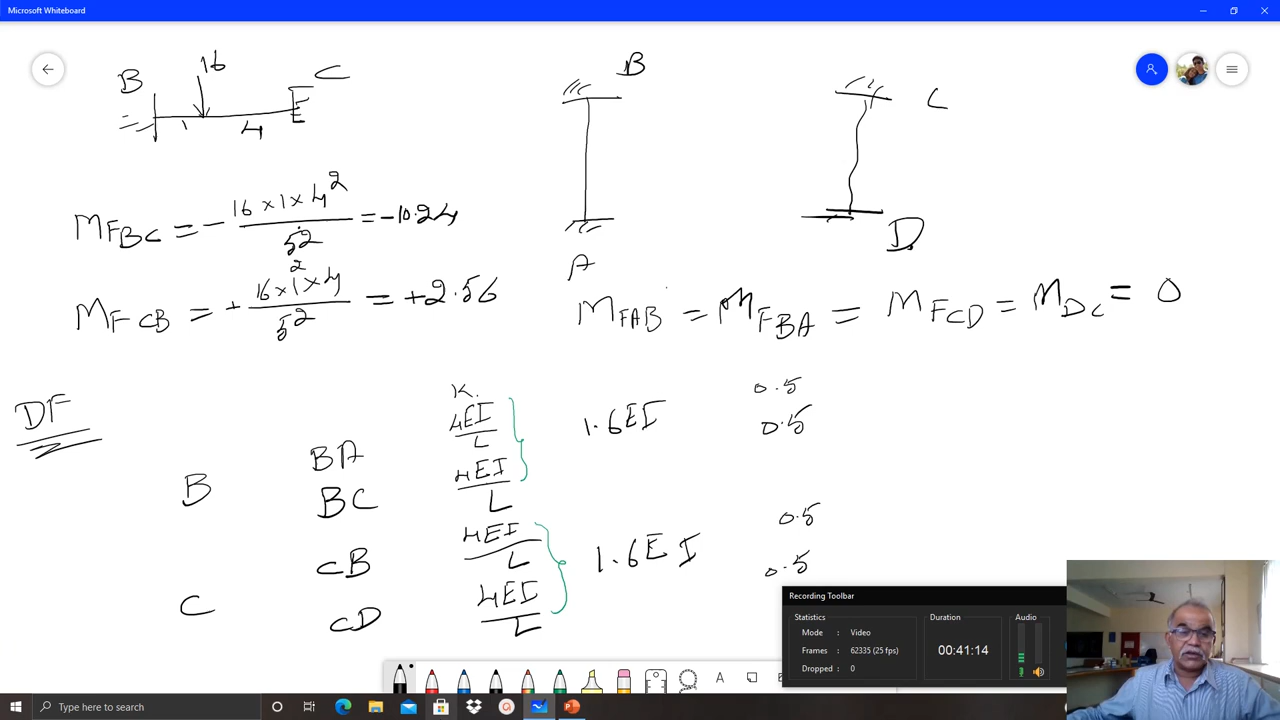 Microsoft Whiteboard
B 16 C
1 4
B
A
C
D
MFBC = - 16 × 1 × 4² / 5² = -10.24
MFCB = + 16 × 1² × 4 / 5² = +2.56
MFAB = MFBA = MFCD = MDC = 0
DF
K.
B
BA 4EI/L
BC 4EI/L
1.6EI
0.5
0.5
C
CB 4EI/L
CD 4EI/L
1.6EI
0.5
0.5
Recording Toolbar
Statistics Duration Audio
Mode : Video
Frames : 62335 (25 fps)
Dropped : 0
00:41:14
A
Type here to search